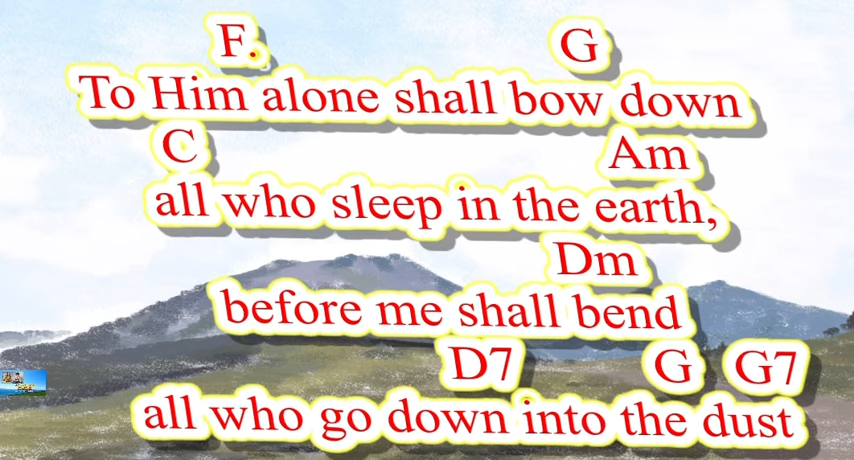 F. G
To Him alone shall bow down
C Am
all who sleep in the earth,
Dm
before me shall bend
D7 G G7
all who go down into the dust